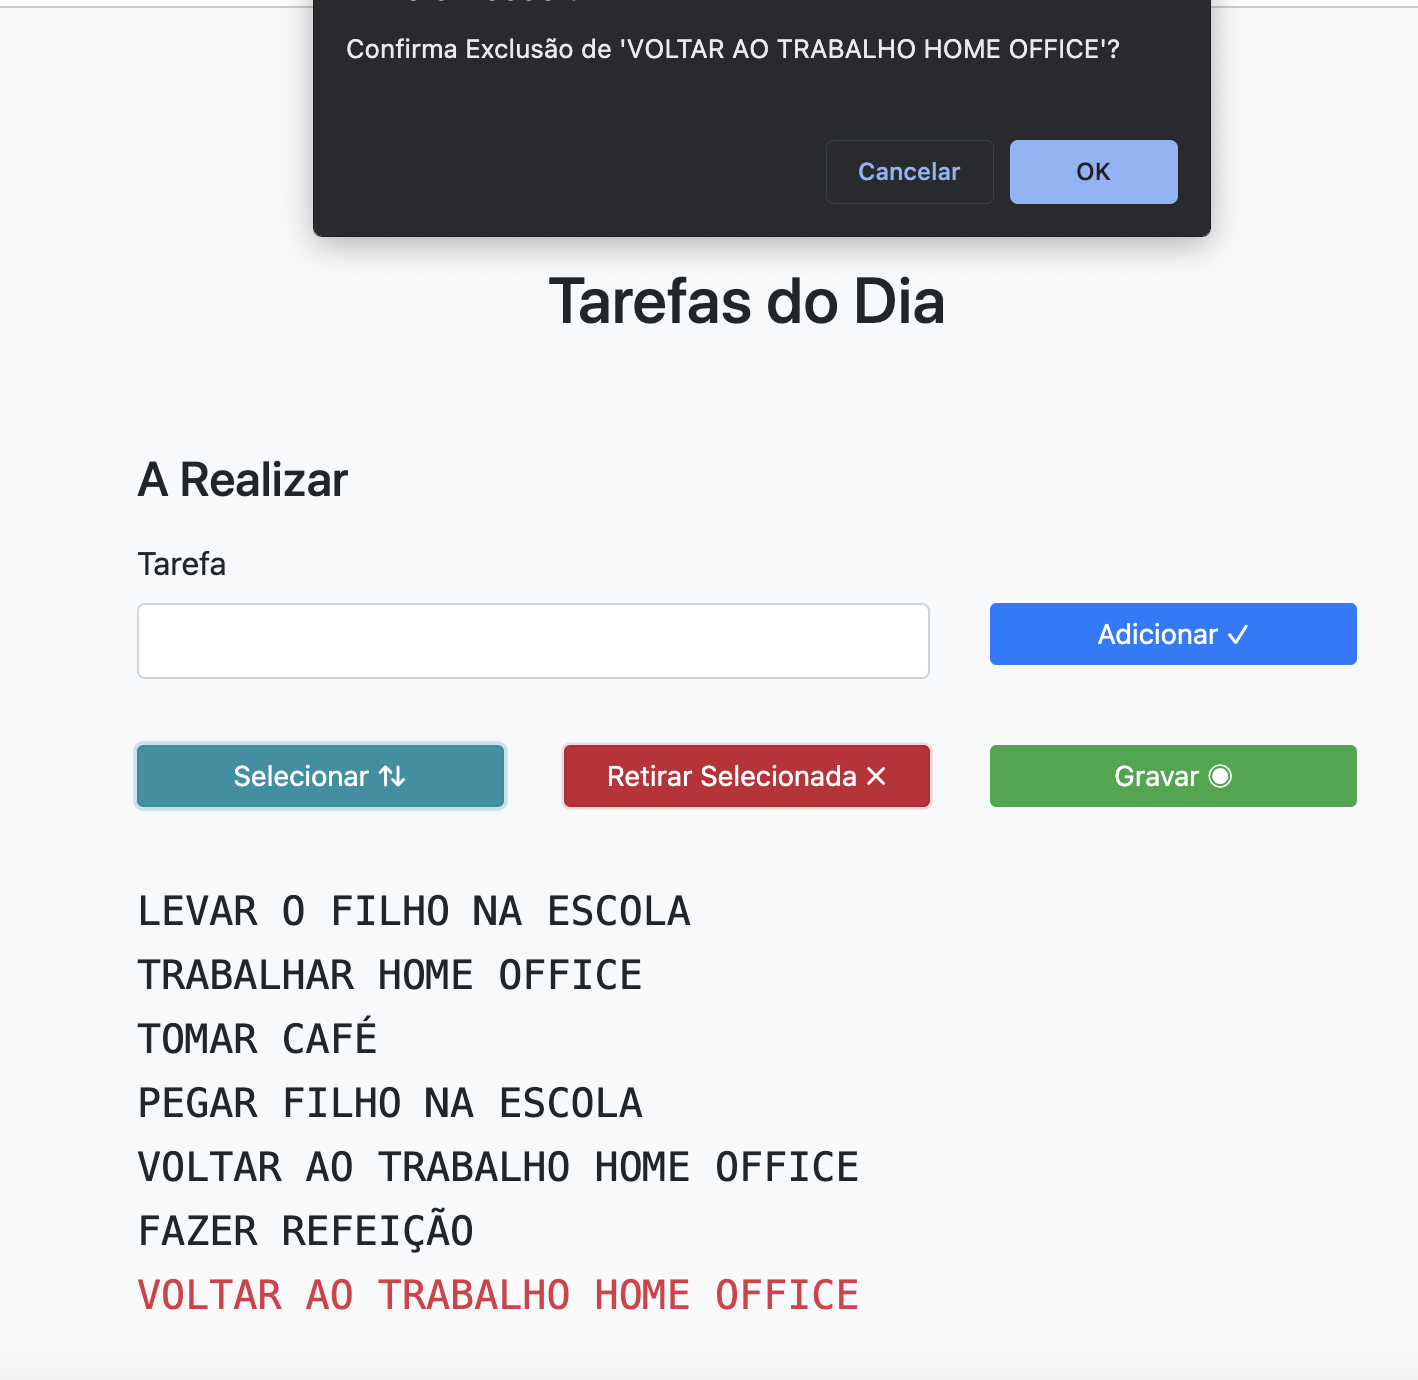 Confirma Exclusão de 'VOLTAR AO TRABALHO HOME OFFICE'?
Cancelar
OK
Tarefas do Dia
A Realizar
Tarefa
Adicionar ✓
Selecionar ⇅
Retirar Selecionada ✕
Gravar ◉
LEVAR O FILHO NA ESCOLA
TRABALHAR HOME OFFICE
TOMAR CAFÉ
PEGAR FILHO NA ESCOLA
VOLTAR AO TRABALHO HOME OFFICE
FAZER REFEIÇÃO
VOLTAR AO TRABALHO HOME OFFICE